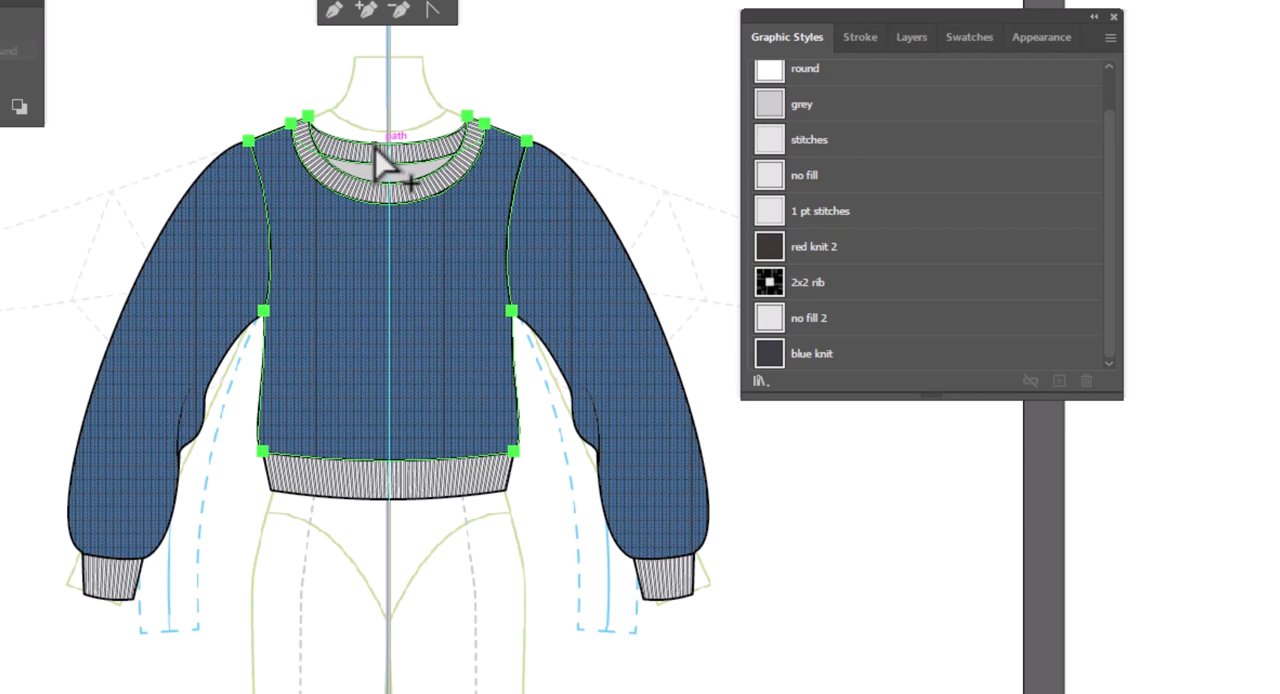 and
path
Graphic Styles Stroke Layers Swatches Appearance
round
grey
stitches
no fill
1 pt stitches
red knit 2
2x2 rib
no fill 2
blue knit